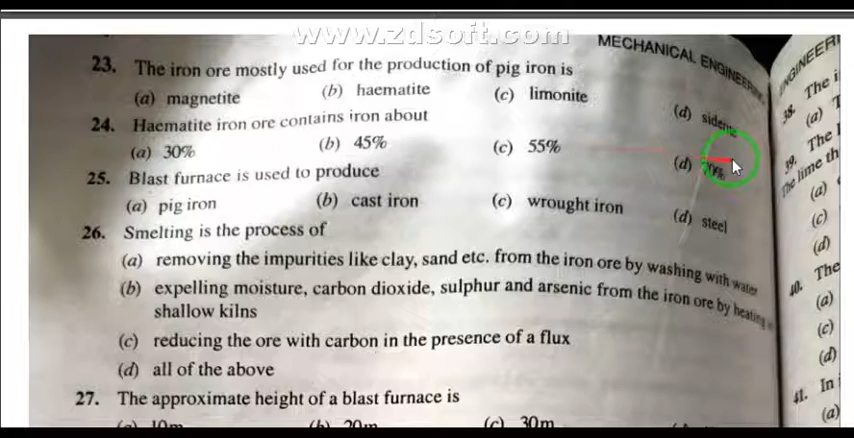 www.zdsoft.com
MECHANICAL ENGINEERING
23. The iron ore mostly used for the production of pig iron is
(a) magnetite (b) haematite (c) limonite (d) siderite
24. Haematite iron ore contains iron about
(a) 30% (b) 45% (c) 55% (d) 70%
25. Blast furnace is used to produce
(a) pig iron (b) cast iron (c) wrought iron (d) steel
26. Smelting is the process of
(a) removing the impurities like clay, sand etc. from the iron ore by washing with water
(b) expelling moisture, carbon dioxide, sulphur and arsenic from the iron ore by heating
shallow kilns
(c) reducing the ore with carbon in the presence of a flux
(d) all of the above
27. The approximate height of a blast furnace is
(a) 10m (b) 20m (c) 30m
ENGINEERI
38. The i
(a)
39. The
The lime th
(a)
(c)
(d)
40. The
(a)
(c)
(d)
41. In
(a)